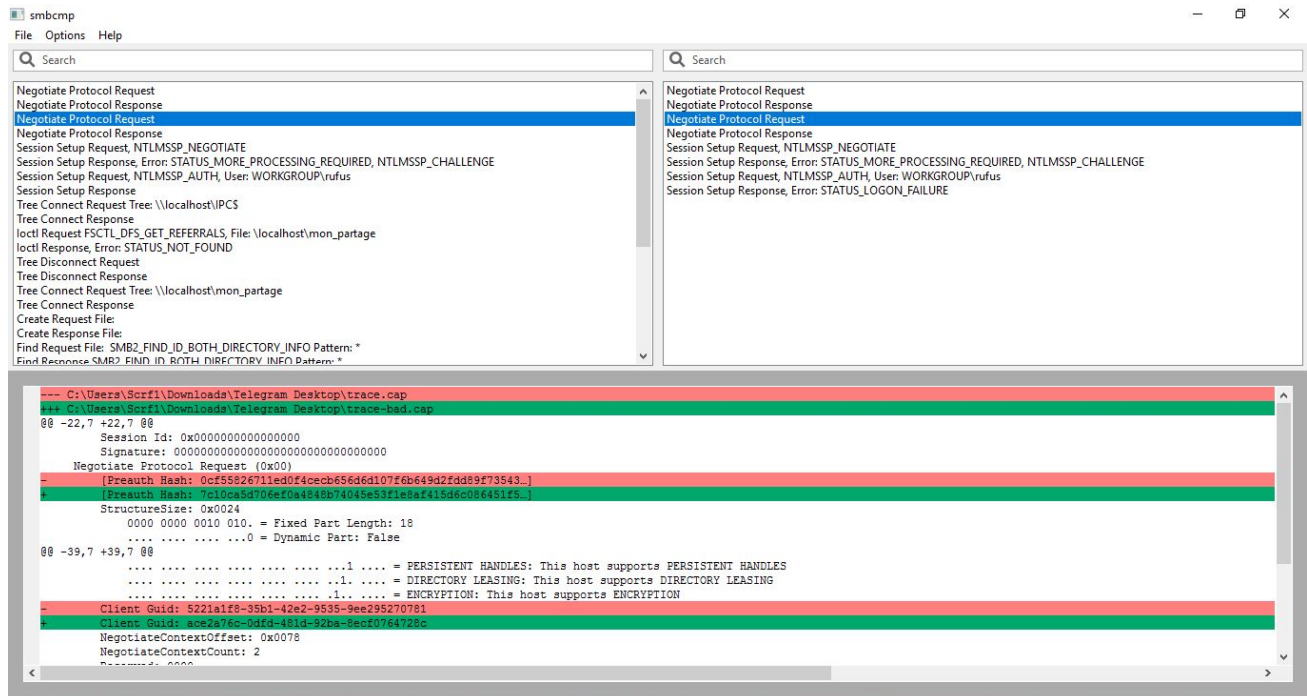 smbcmp
File Options Help
Search
Search
Negotiate Protocol Request
Negotiate Protocol Response
Negotiate Protocol Request
Negotiate Protocol Response
Session Setup Request, NTLMSSP_NEGOTIATE
Session Setup Response, Error: STATUS_MORE_PROCESSING_REQUIRED, NTLMSSP_CHALLENGE
Session Setup Request, NTLMSSP_AUTH, User: WORKGROUP\rufus
Session Setup Response
Tree Connect Request Tree: \\localhost\IPC$
Tree Connect Response
Ioctl Request FSCTL_DFS_GET_REFERRALS, File: \localhost\mon_partage
Ioctl Response, Error: STATUS_NOT_FOUND
Tree Disconnect Request
Tree Disconnect Response
Tree Connect Request Tree: \\localhost\mon_partage
Tree Connect Response
Create Request File:
Create Response File:
Find Request File: SMB2_FIND_ID_BOTH_DIRECTORY_INFO Pattern: *
Find Response SMB2_FIND_ID_BOTH_DIRECTORY_INFO Pattern: *
Negotiate Protocol Request
Negotiate Protocol Response
Negotiate Protocol Request
Negotiate Protocol Response
Session Setup Request, NTLMSSP_NEGOTIATE
Session Setup Response, Error: STATUS_MORE_PROCESSING_REQUIRED, NTLMSSP_CHALLENGE
Session Setup Request, NTLMSSP_AUTH, User: WORKGROUP\rufus
Session Setup Response, Error: STATUS_LOGON_FAILURE
--- C:\Users\Scrf1\Downloads\Telegram Desktop\trace.cap
+++ C:\Users\Scrf1\Downloads\Telegram Desktop\trace-bad.cap
@@ -22,7 +22,7 @@
Session Id: 0x0000000000000000
Signature: 00000000000000000000000000000000
Negotiate Protocol Request (0x00)
- [Preauth Hash: 0cf55826711ed0f4cecb656d6d107f6b649d2fdd89f73543…]
+ [Preauth Hash: 7c10ca5d706ef0a4848b74045e53f1e8af415d6c086451f5…]
StructureSize: 0x0024
0000 0000 0010 010. = Fixed Part Length: 18
.... .... .... ...0 = Dynamic Part: False
@@ -39,7 +39,7 @@
.... .... .... .... .... .... ...1 .... = PERSISTENT HANDLES: This host supports PERSISTENT HANDLES
.... .... .... .... .... .... ..1. .... = DIRECTORY LEASING: This host supports DIRECTORY LEASING
.... .... .... .... .... .... .1.. .... = ENCRYPTION: This host supports ENCRYPTION
- Client Guid: 5221a1f8-35b1-42e2-9535-9ee295270781
+ Client Guid: ace2a76c-0dfd-481d-92ba-8ecf0764728c
NegotiateContextOffset: 0x0078
NegotiateContextCount: 2